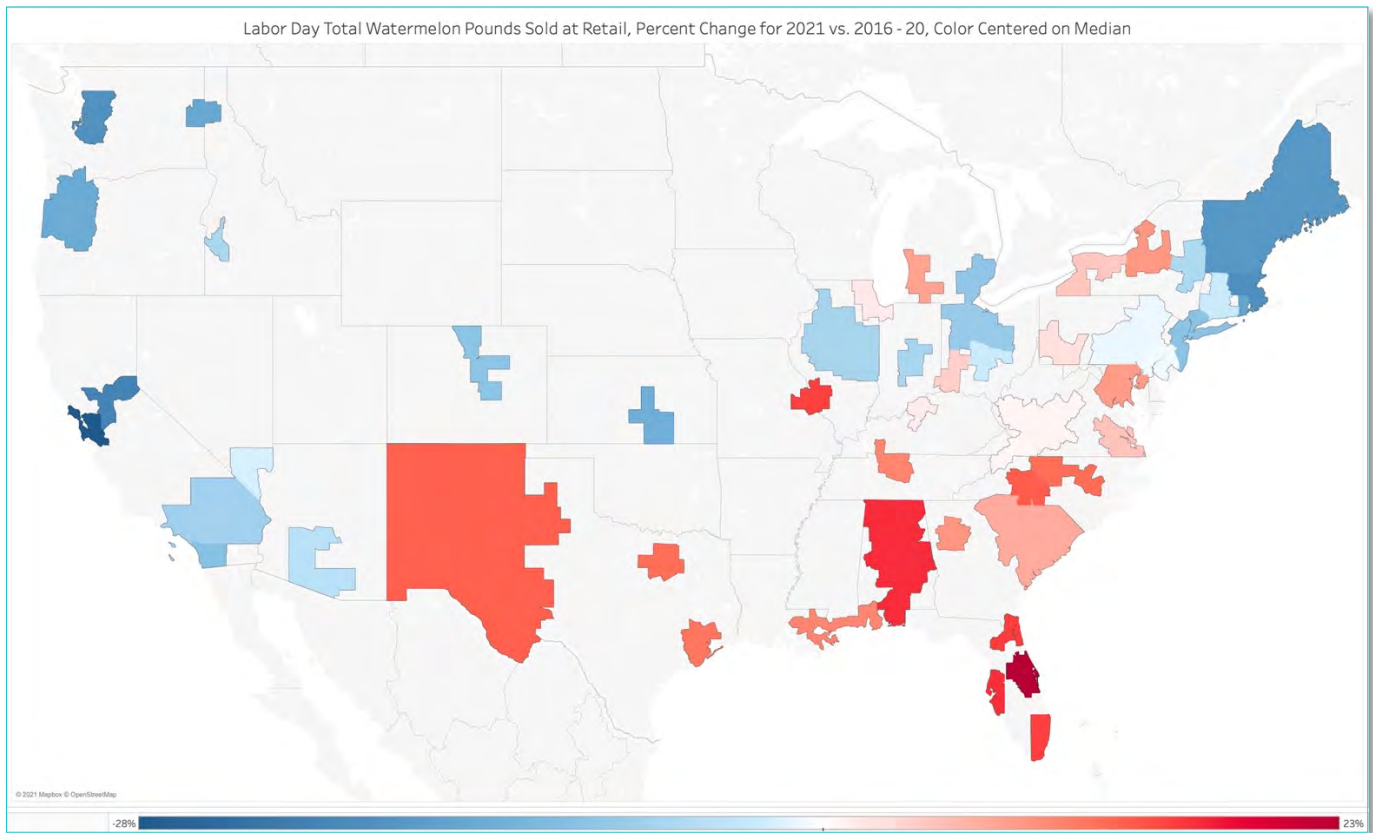 Labor Day Total Watermelon Pounds Sold at Retail, Percent Change for 2021 vs. 2016 - 20, Color Centered on Median
© 2021 Mapbox © OpenStreetMap
-28% 23%